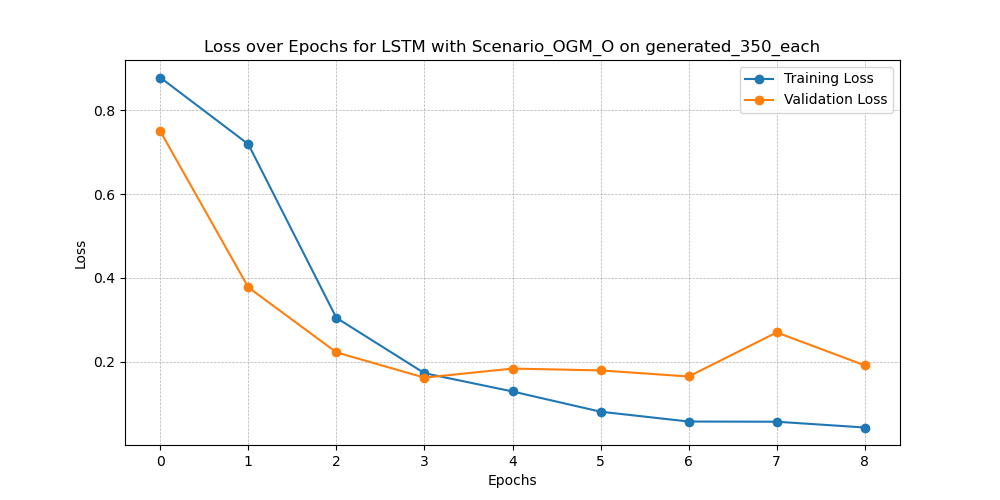 Loss over Epochs for LSTM with Scenario_OGM_O on generated_350_each
Training Loss
Validation Loss
0.8
0.6
0.4
0.2
Loss
0 1 2 3 4 5 6 7 8
Epochs